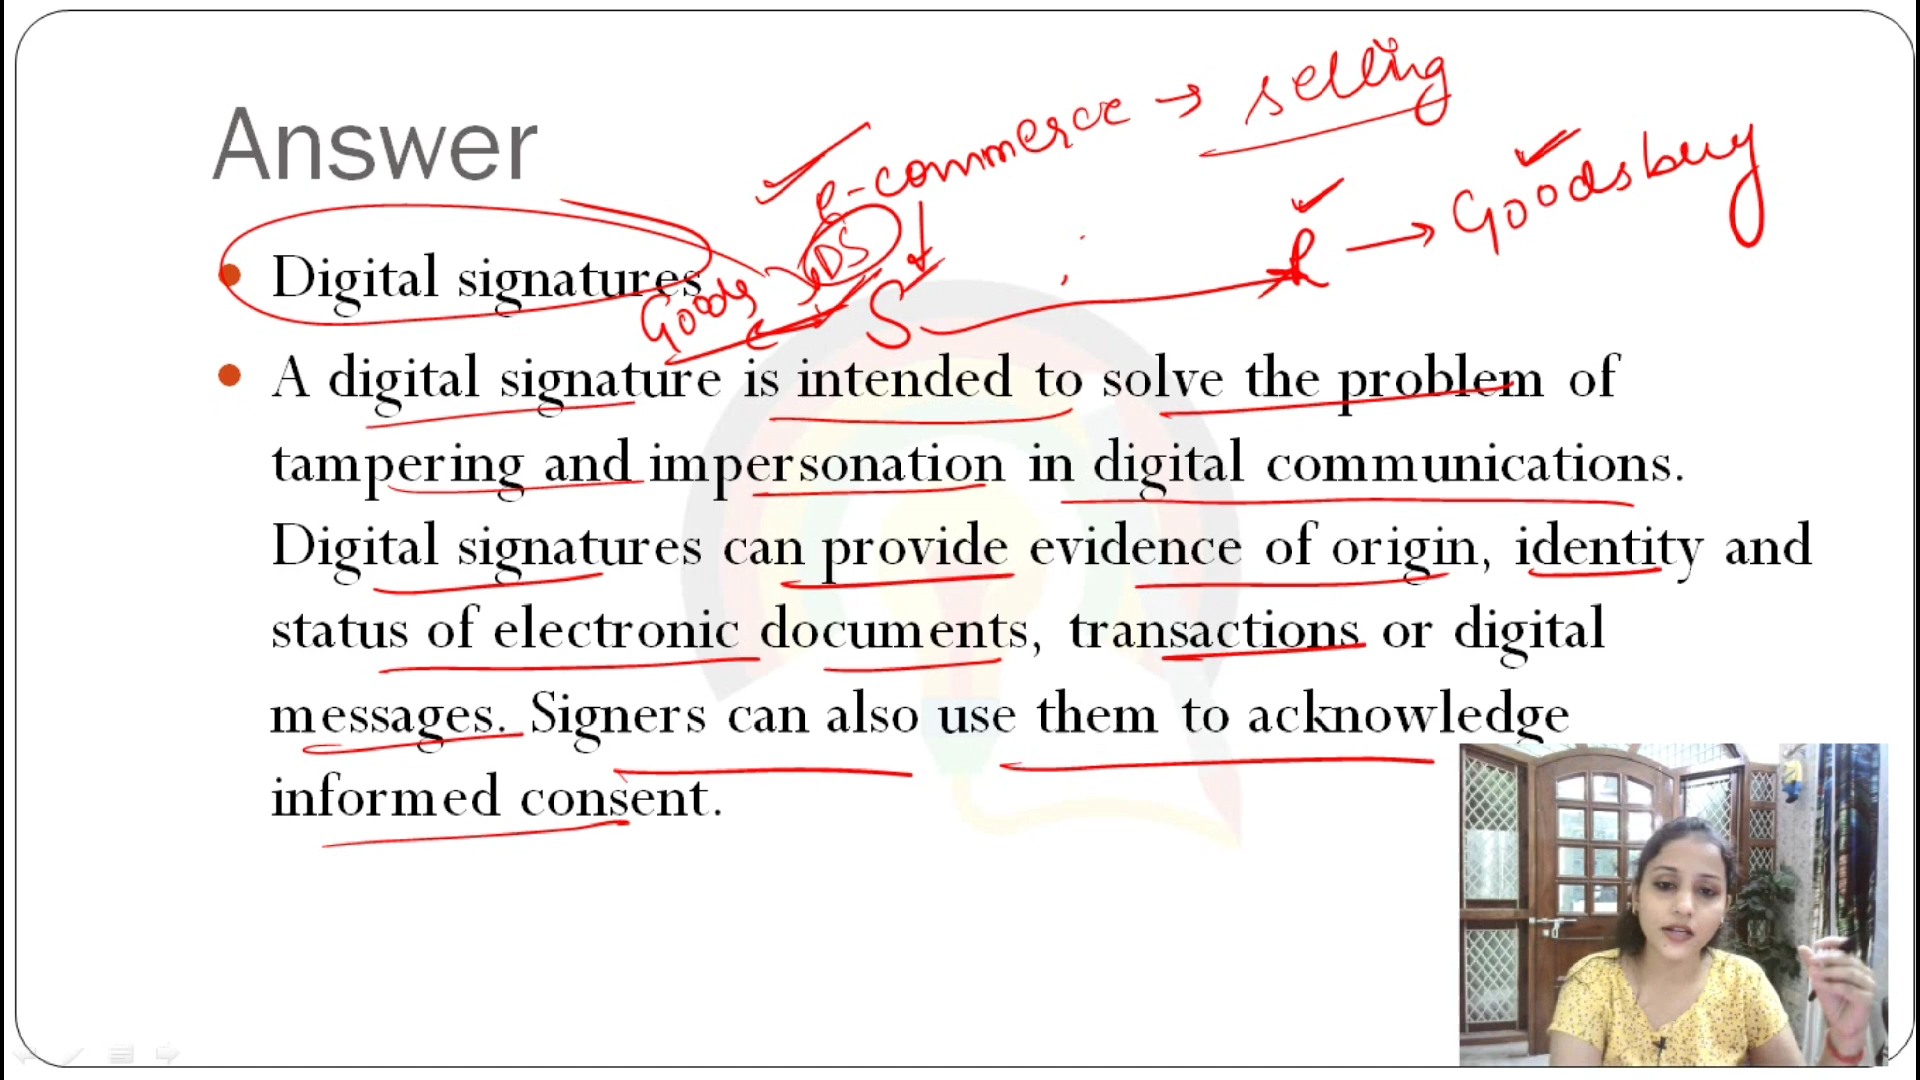 Answer
e-commerce → selling
Digital signatures
DS
Goods
S
R → Goodsbuy
A digital signature is intended to solve the problem of
tampering and impersonation in digital communications.
Digital signatures can provide evidence of origin, identity and
status of electronic documents, transactions or digital
messages. Signers can also use them to acknowledge
informed consent.